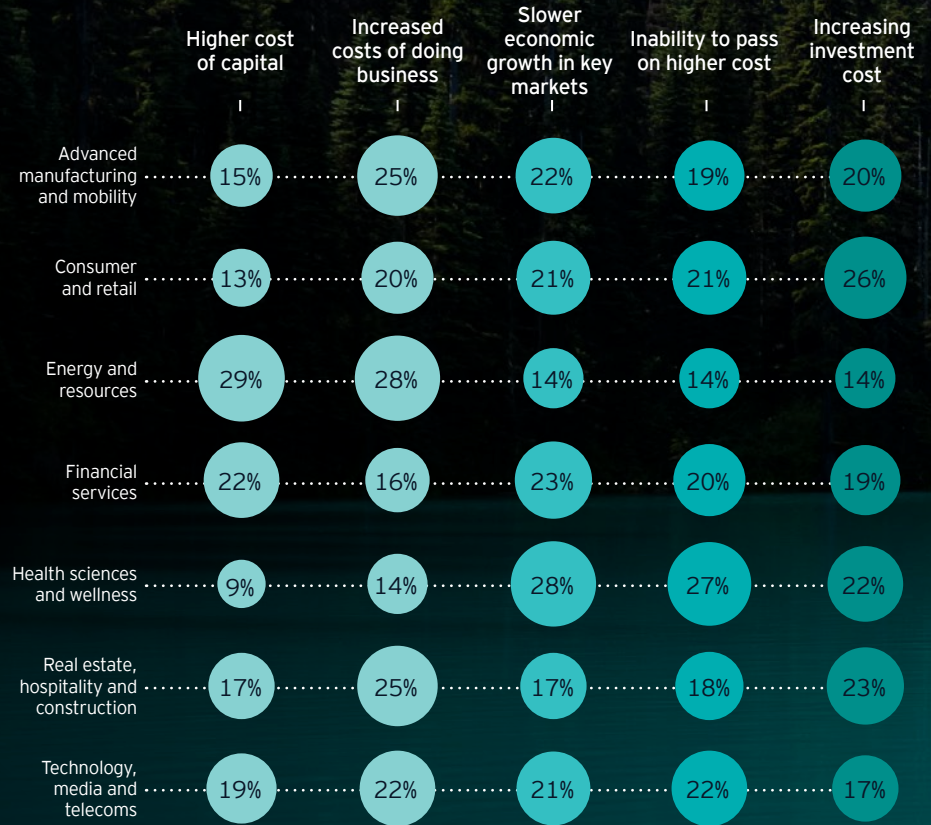 Higher cost
of capital
Increased
costs of doing
business
Slower
economic
growth in key
markets
Inability to pass
on higher cost
Increasing
investment
cost
Advanced
manufacturing
and mobility
15% 25% 22% 19% 20%
Consumer
and retail
13% 20% 21% 21% 26%
Energy and
resources
29% 28% 14% 14% 14%
Financial
services
22% 16% 23% 20% 19%
Health sciences
and wellness
9% 14% 28% 27% 22%
Real estate,
hospitality and
construction
17% 25% 17% 18% 23%
Technology,
media and
telecoms
19% 22% 21% 22% 17%